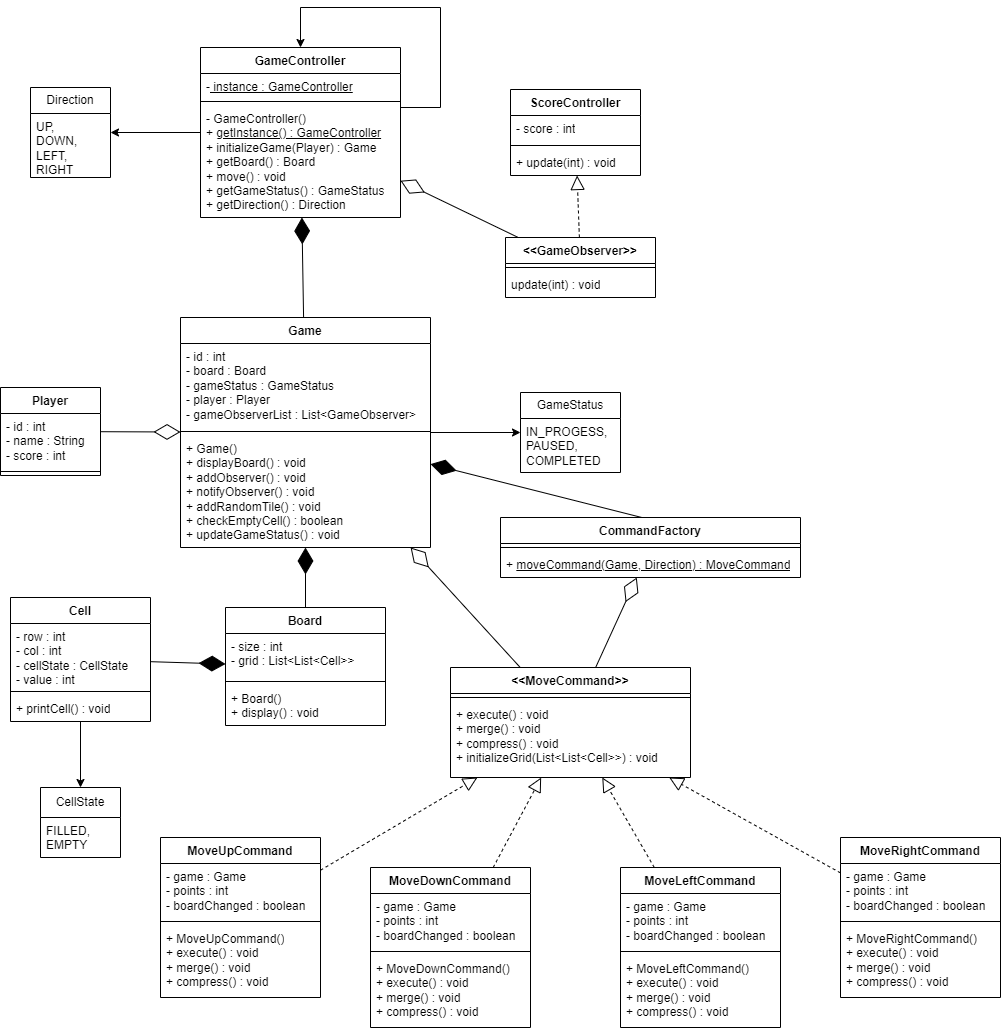 GameController
- instance : GameController
- GameController()
+ getInstance() : GameController
+ initializeGame(Player) : Game
+ getBoard() : Board
+ move() : void
+ getGameStatus() : GameStatus
+ getDirection() : Direction
Direction
UP,
DOWN,
LEFT,
RIGHT
ScoreController
- score : int
+ update(int) : void
<<GameObserver>>
update(int) : void
Game
- id : int
- board : Board
- gameStatus : GameStatus
- player : Player
- gameObserverList : List<GameObserver>
+ Game()
+ displayBoard() : void
+ addObserver() : void
+ notifyObserver() : void
+ addRandomTile() : void
+ checkEmptyCell() : boolean
+ updateGameStatus() : void
Player
- id : int
- name : String
- score : int
GameStatus
IN_PROGESS,
PAUSED,
COMPLETED
CommandFactory
+ moveCommand(Game, Direction) : MoveCommand
Cell
- row : int
- col : int
- cellState : CellState
- value : int
+ printCell() : void
Board
- size : int
- grid : List<List<Cell>>
+ Board()
+ display() : void
<<MoveCommand>>
+ execute() : void
+ merge() : void
+ compress() : void
+ initializeGrid(List<List<Cell>>) : void
CellState
FILLED,
EMPTY
MoveUpCommand
- game : Game
- points : int
- boardChanged : boolean
+ MoveUpCommand()
+ execute() : void
+ merge() : void
+ compress() : void
MoveDownCommand
- game : Game
- points : int
- boardChanged : boolean
+ MoveDownCommand()
+ execute() : void
+ merge() : void
+ compress() : void
MoveLeftCommand
- game : Game
- points : int
- boardChanged : boolean
+ MoveLeftCommand()
+ execute() : void
+ merge() : void
+ compress() : void
MoveRightCommand
- game : Game
- points : int
- boardChanged : boolean
+ MoveRightCommand()
+ execute() : void
+ merge() : void
+ compress() : void